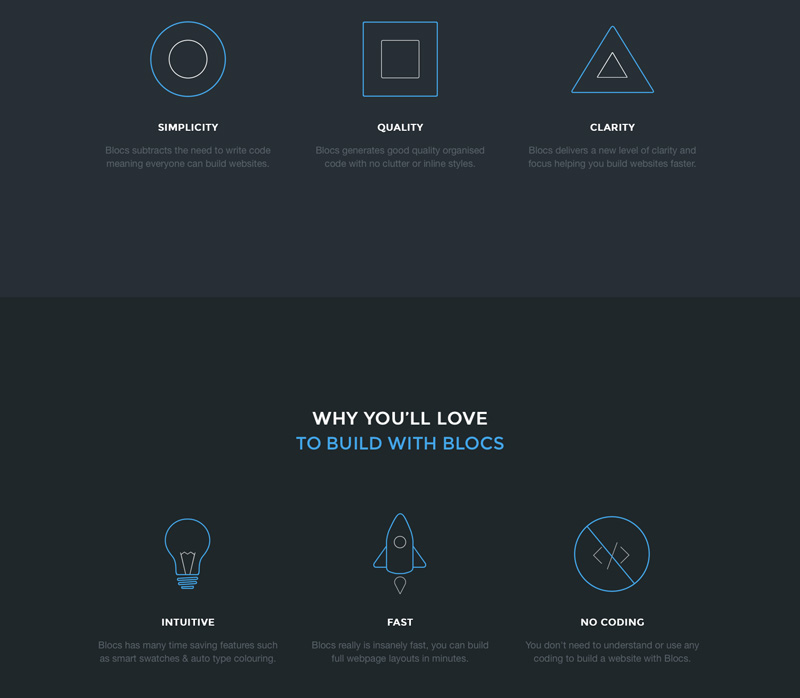 SIMPLICITY
Blocs subtracts the need to write code
meaning everyone can build websites.
QUALITY
Blocs generates good quality organised
code with no clutter or inline styles.
CLARITY
Blocs delivers a new level of clarity and
focus helping you build websites faster.
WHY YOU'LL LOVE
TO BUILD WITH BLOCS
INTUITIVE
Blocs has many time saving features such
as smart swatches & auto type colouring.
FAST
Blocs really is insanely fast, you can build
full webpage layouts in minutes.
</>
NO CODING
You don't need to understand or use any
coding to build a website with Blocs.